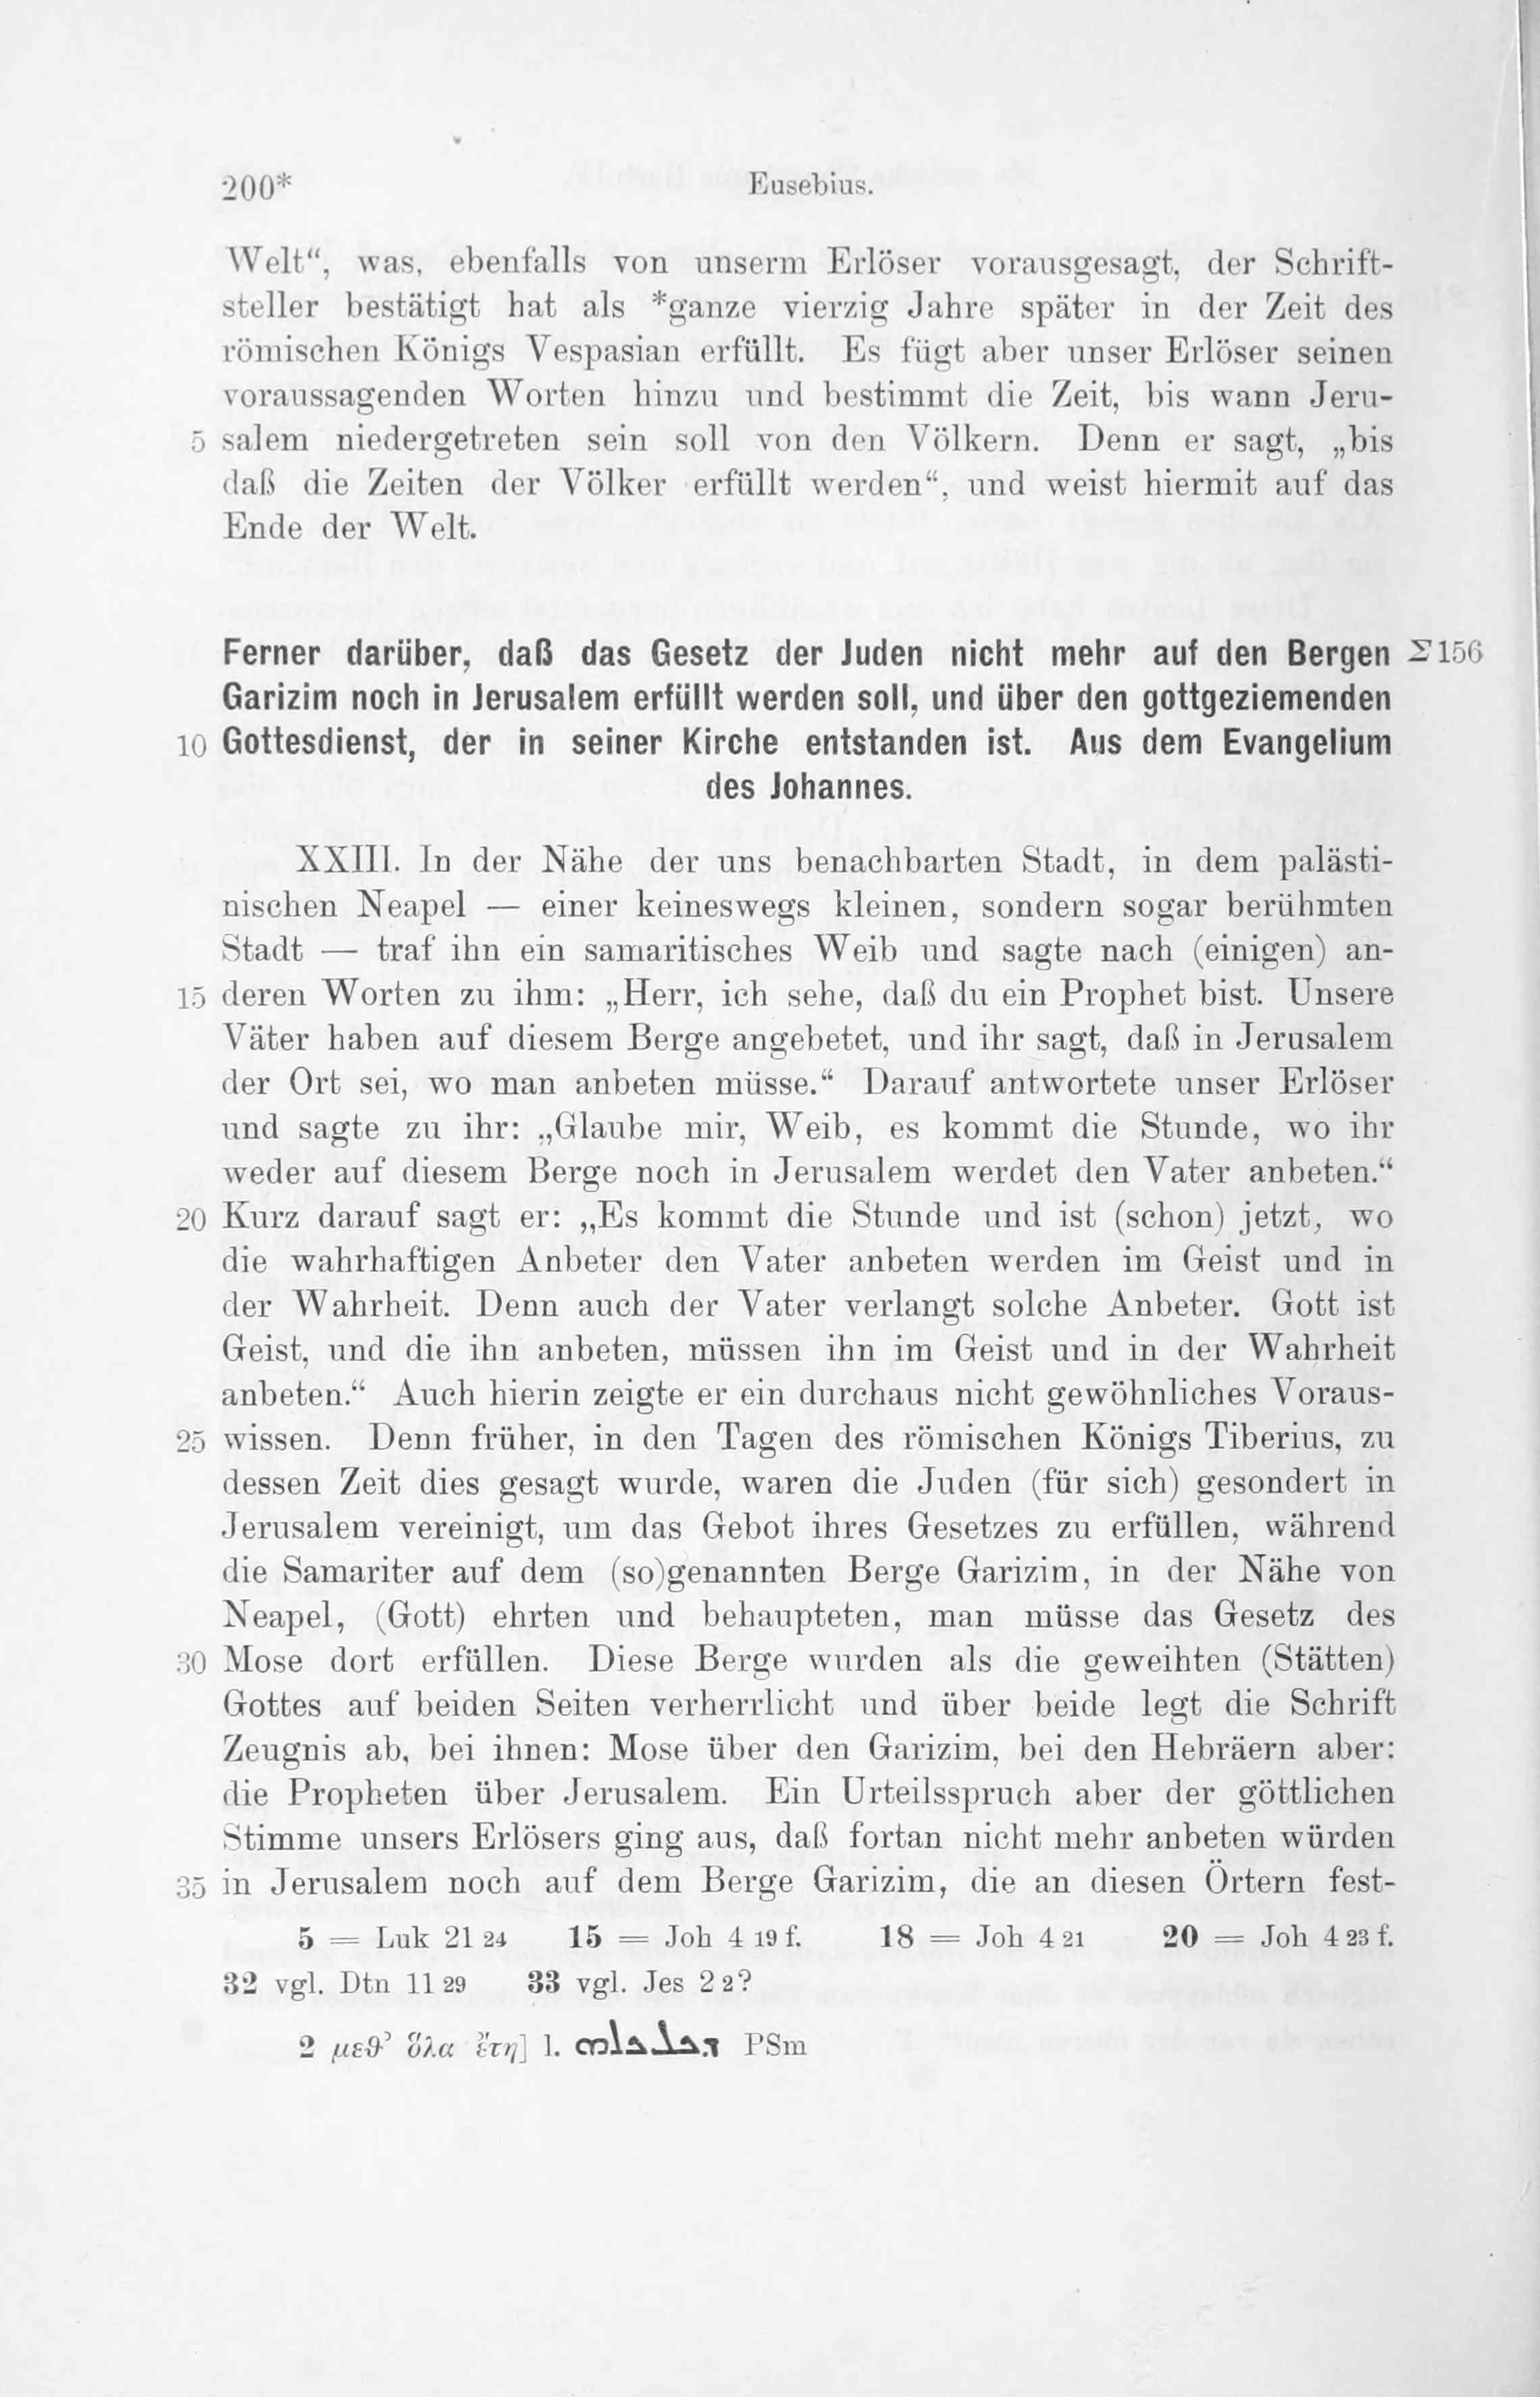 200* Eusebius.
Welt“, was, ebenfalls von unserm Erlöser vorausgesagt, der Schrift-
steller bestätigt hat als *ganze vierzig Jahre später in der Zeit des
römischen Königs Vespasian erfüllt. Es fügt aber unser Erlöser seinen
voraussagenden Worten hinzu und bestimmt die Zeit, bis wann Jeru-
5 salem niedergetreten sein soll von den Völkern. Denn er sagt, „bis
daß die Zeiten der Völker erfüllt werden“, und weist hiermit auf das
Ende der Welt.
Ferner darüber, daß das Gesetz der Juden nicht mehr auf den Bergen Σ156
Garizim noch in Jerusalem erfüllt werden soll, und über den gottgeziemenden
10 Gottesdienst, der in seiner Kirche entstanden ist. Aus dem Evangelium
des Johannes.
XXIII. In der Nähe der uns benachbarten Stadt, in dem palästi-
nischen Neapel — einer keineswegs kleinen, sondern sogar berühmten
Stadt — traf ihn ein samaritisches Weib und sagte nach (einigen) an-
15 deren Worten zu ihm: „Herr, ich sehe, daß du ein Prophet bist. Unsere
Väter haben auf diesem Berge angebetet, und ihr sagt, daß in Jerusalem
der Ort sei, wo man anbeten müsse.“ Darauf antwortete unser Erlöser
und sagte zu ihr: „Glaube mir, Weib, es kommt die Stunde, wo ihr
weder auf diesem Berge noch in Jerusalem werdet den Vater anbeten.“
20 Kurz darauf sagt er: „Es kommt die Stunde und ist (schon) jetzt, wo
die wahrhaftigen Anbeter den Vater anbeten werden im Geist und in
der Wahrheit. Denn auch der Vater verlangt solche Anbeter. Gott ist
Geist, und die ihn anbeten, müssen ihn im Geist und in der Wahrheit
anbeten.“ Auch hierin zeigte er ein durchaus nicht gewöhnliches Voraus-
25 wissen. Denn früher, in den Tagen des römischen Königs Tiberius, zu
dessen Zeit dies gesagt wurde, waren die Juden (für sich) gesondert in
Jerusalem vereinigt, um das Gebot ihres Gesetzes zu erfüllen, während
die Samariter auf dem (so)genannten Berge Garizim, in der Nähe von
Neapel, (Gott) ehrten und behaupteten, man müsse das Gesetz des
30 Mose dort erfüllen. Diese Berge wurden als die geweihten (Stätten)
Gottes auf beiden Seiten verherrlicht und über beide legt die Schrift
Zeugnis ab, bei ihnen: Mose über den Garizim, bei den Hebräern aber:
die Propheten über Jerusalem. Ein Urteilsspruch aber der göttlichen
Stimme unsers Erlösers ging aus, daß fortan nicht mehr anbeten würden
35 in Jerusalem noch auf dem Berge Garizim, die an diesen Örtern fest-
5 = Luk 21 24 15 = Joh 4 19 f. 18 = Joh 4 21 20 = Joh 4 23 f.
32 vgl. Dtn 11 29 33 vgl. Jes 2 2?
2 μεθ’ ὅλα ἔτη] l. PSm